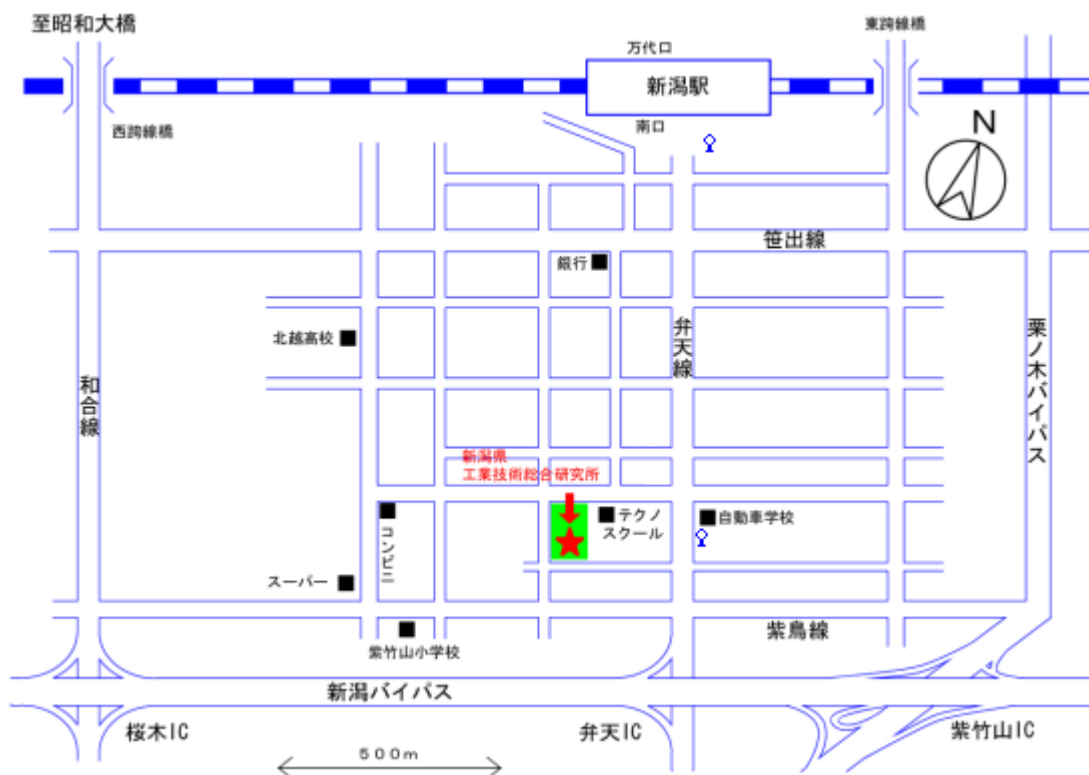 至昭和大橋
東跨線橋
万代口
新潟駅
西跨線橋
南口
N
笹出線
銀行
北越高校
弁天線
栗ノ木バイパス
和合線
新潟県
工業技術総合研究所
テクノ
スクール
自動車学校
コンビニ
スーパー
紫鳥線
紫竹山小学校
新潟バイパス
桜木IC
弁天IC
紫竹山IC
500m